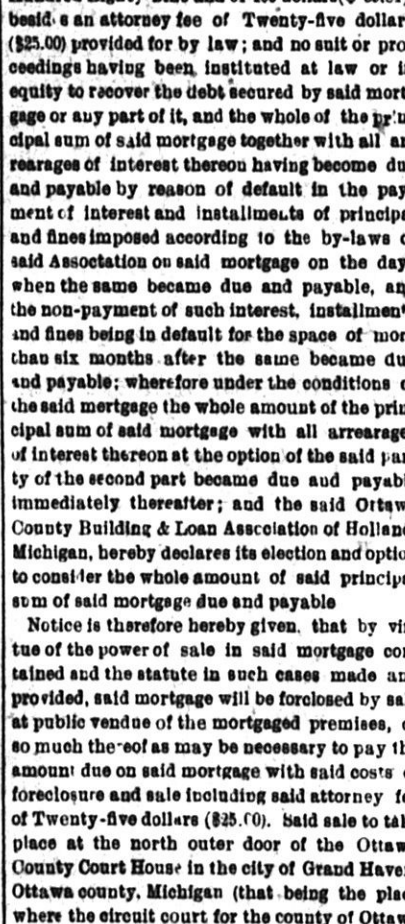 besides an attorney fee of Twenty-five dollar
($25.00) provided for by law; and no suit or pro
ceedings having been instituted at law or i
equity to recover the debt secured by said mort
gage or any part of it, and the whole of the prin
cipal sum of said mortgage together with all ar
rearages of interest thereon having become du
and payable by reason of default in the pay
ment of interest and installments of principa
and fines imposed according to the by-laws o
said Assoctation on said mortgage on the day
when the same became due and payable, an
the non-payment of such interest, installment
and fines being in default for the space of mor
than six months after the same became du
and payable; wherefore under the conditions o
the said mertgage the whole amount of the prin
cipal sum of said mortgage with all arrearage
of interest thereon at the option of the said par
ty of the second part became due and payabl
immediately thereafter; and the said Ottaw
County Building & Loan Association of Hollan
Michigan, hereby declares its election and optio
to consider the whole amount of said principa
sum of said mortgage due and payable
Notice is therefore hereby given, that by vir
tue of the power of sale in said mortgage con
tained and the statute in such cases made an
provided, said mortgage will be forclosed by sa
at public vendue of the mortgaged premises, o
so much thereof as may be necessary to pay th
amount due on said mortgage with said costs o
foreclosure and sale including said attorney fe
of Twenty-five dollars ($25.00). Said sale to tak
place at the north outer door of the Ottaw
County Court House in the city of Grand Have
Ottawa county, Michigan (that being the plac
where the circuit court for the county of Ottaw